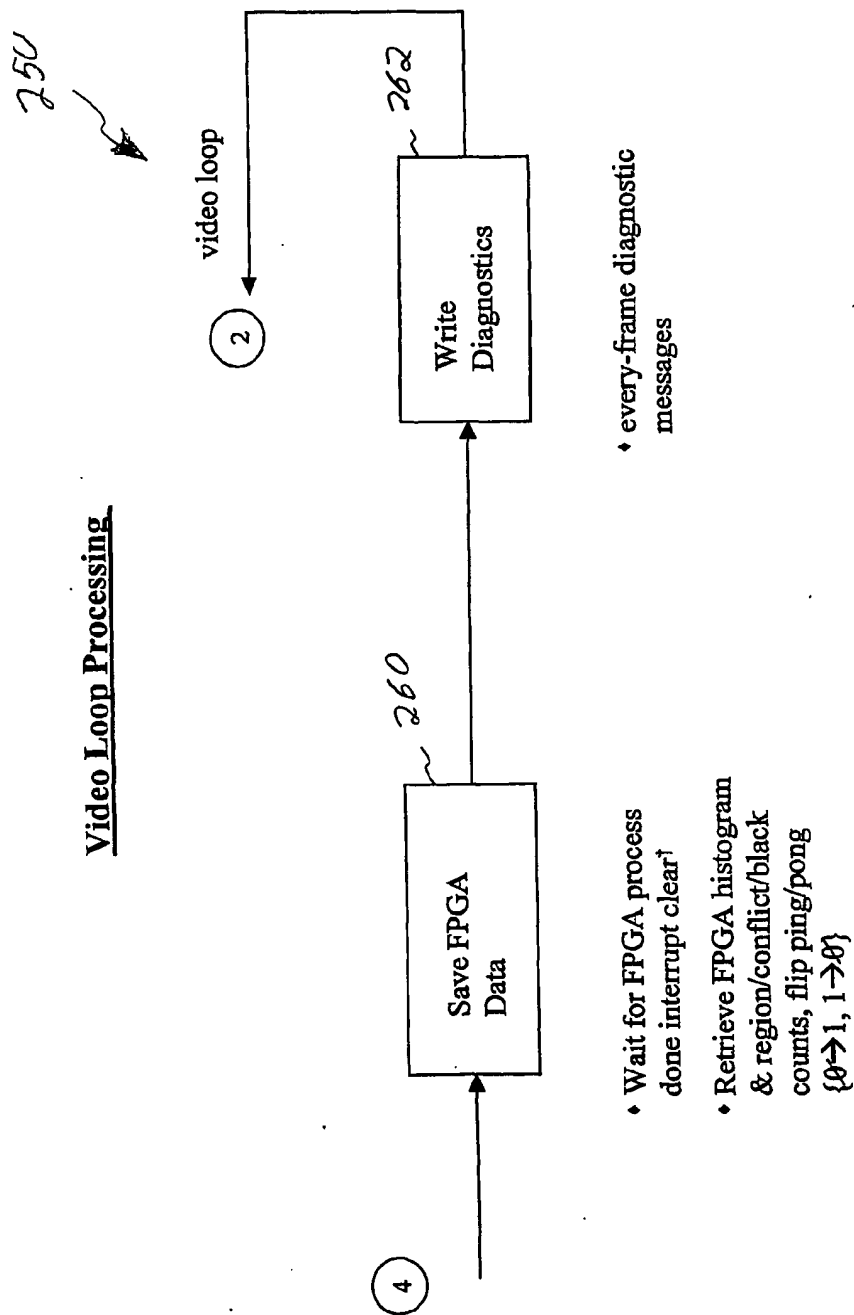 Video Loop Processing
250
4
Save FPGA
Data
260
• Wait for FPGA process
done interrupt clear†
• Retrieve FPGA histogram
& region/conflict/black
counts, flip ping/pong
{0→1, 1→0}
Write
Diagnostics
262
• every-frame diagnostic
messages
video loop
2